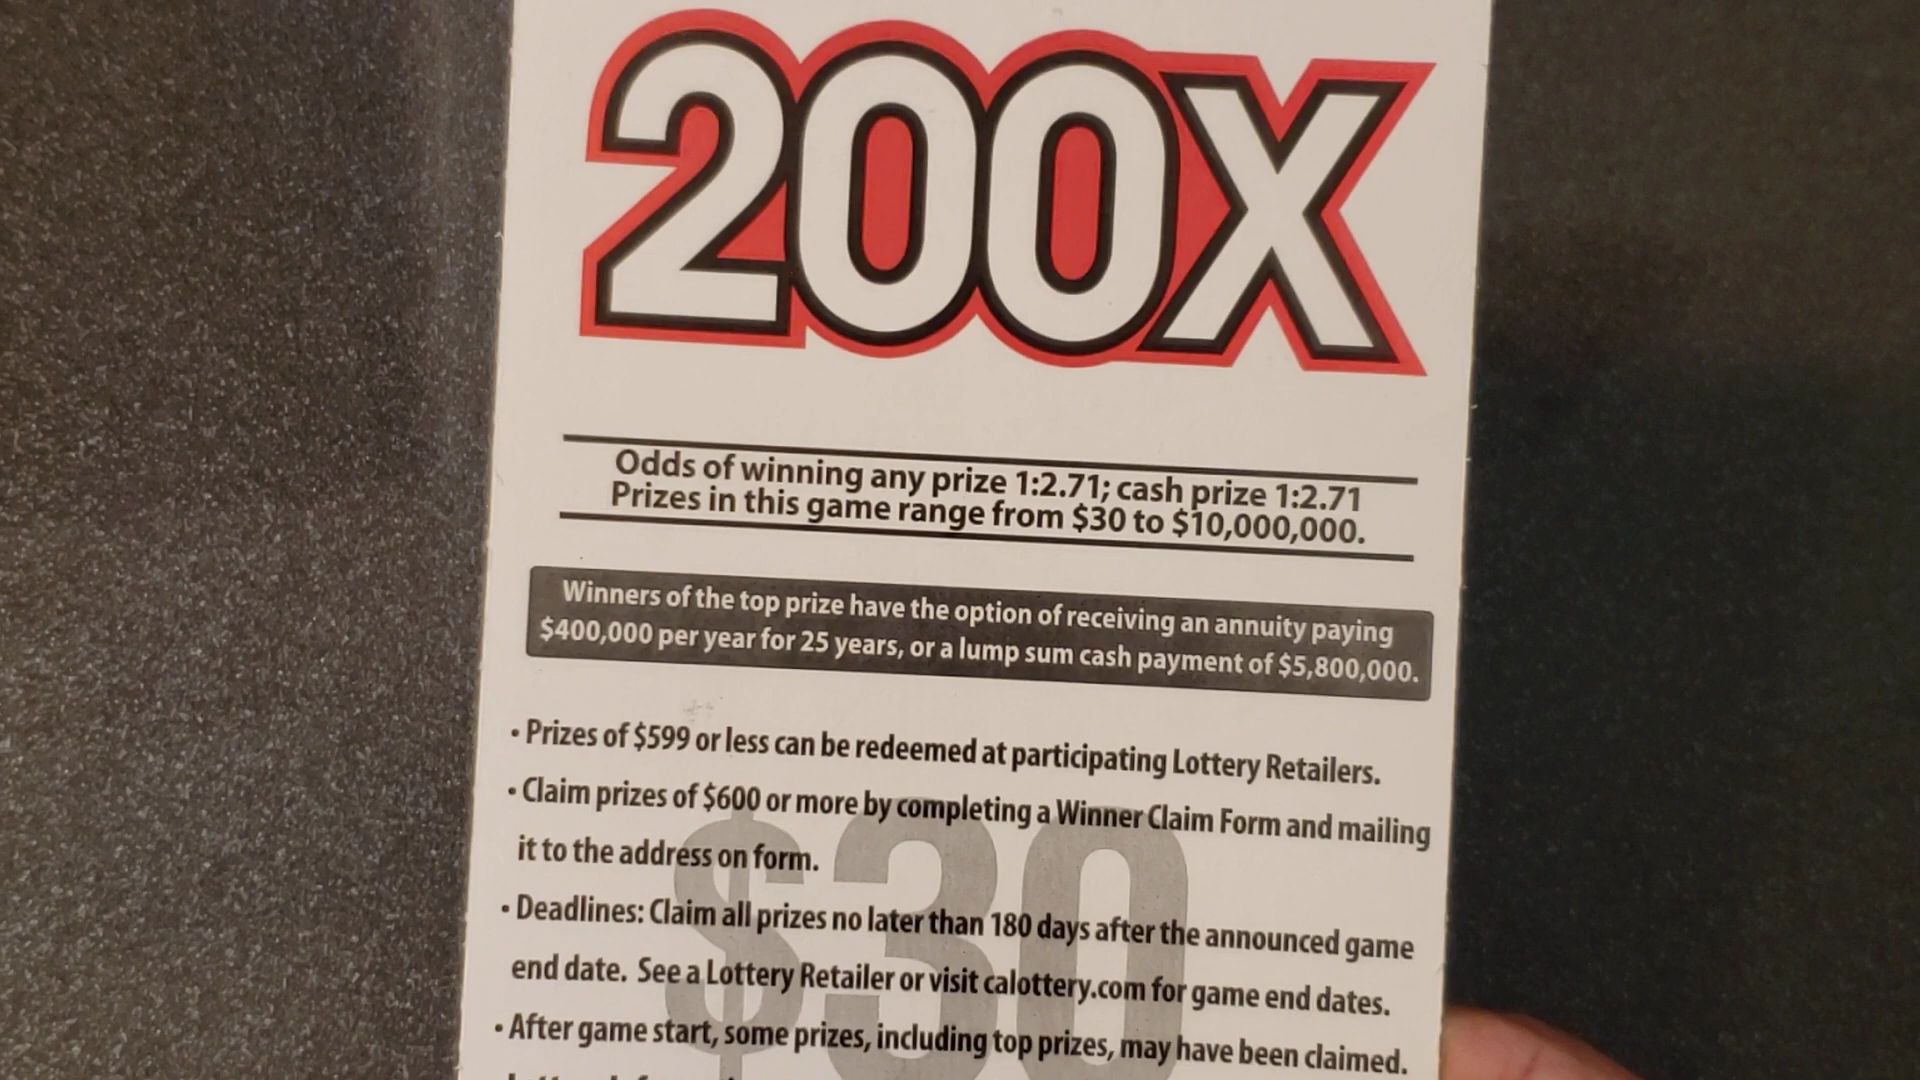 200X
Odds of winning any prize 1:2.71; cash prize 1:2.71
Prizes in this game range from $30 to $10,000,000.
Winners of the top prize have the option of receiving an annuity paying
$400,000 per year for 25 years, or a lump sum cash payment of $5,800,000.
• Prizes of $599 or less can be redeemed at participating Lottery Retailers.
• Claim prizes of $600 or more by completing a Winner Claim Form and mailing
it to the address on form.
$30
• Deadlines: Claim all prizes no later than 180 days after the announced game
end date. See a Lottery Retailer or visit calottery.com for game end dates.
• After game start, some prizes, including top prizes, may have been claimed.